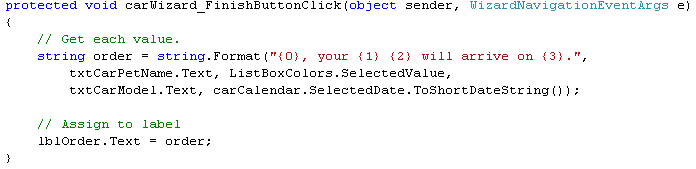 protected void carWizard_FinishButtonClick(object sender, WizardNavigationEventArgs e)
{
// Get each value.
string order = string.Format("{0}, your {1} {2} will arrive on {3}.",
txtCarPetName.Text, ListBoxColors.SelectedValue,
txtCarModel.Text, carCalendar.SelectedDate.ToShortDateString());
// Assign to label
lblOrder.Text = order;
}